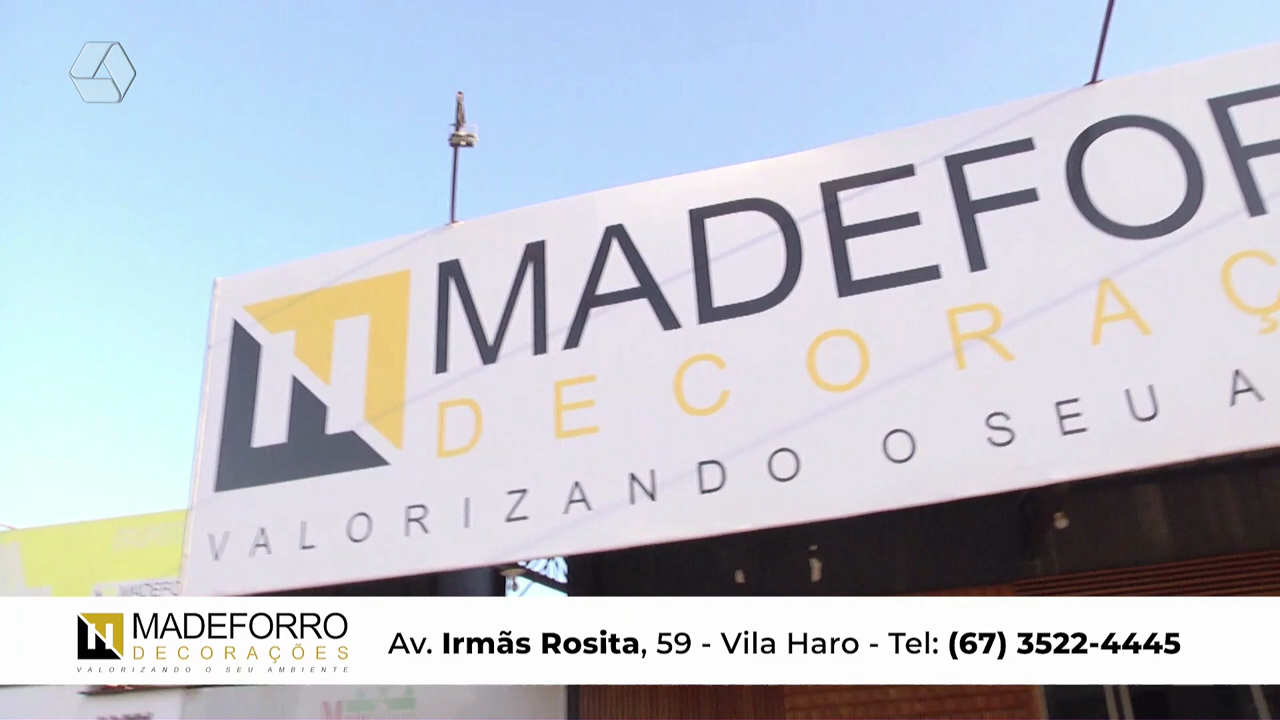 MADEFOR
DECORAÇ
VALORIZANDO O SEU A
MADEFORRO
DECORAÇÕES
VALORIZANDO O SEU AMBIENTE
Av. Irmãs Rosita, 59 - Vila Haro - Tel: (67) 3522-4445